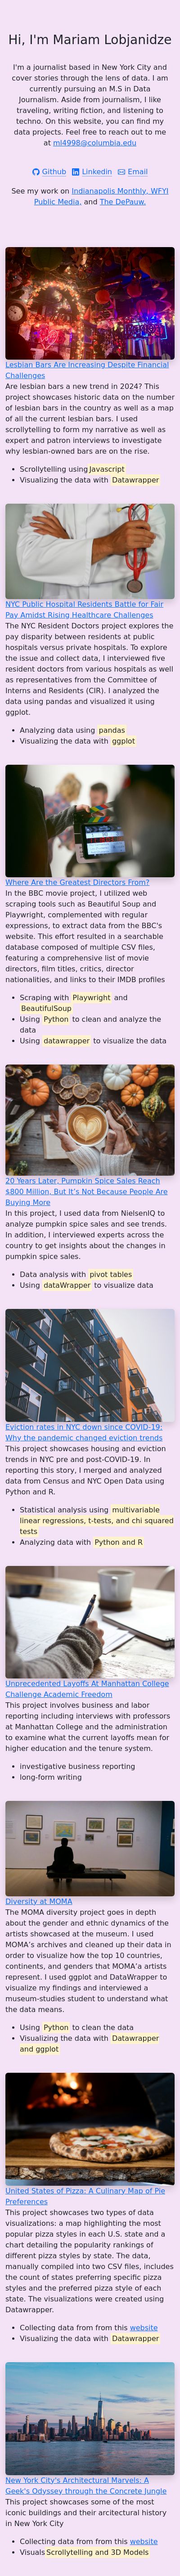 Hi, I'm Mariam Lobjanidze
I'm a journalist based in New York City and
cover stories through the lens of data. I am
currently pursuing an M.S in Data
Journalism. Aside from journalism, I like
traveling, writing fiction, and listening to
techno. On this website, you can find my
data projects. Feel free to reach out to me
at ml4998@columbia.edu
Github Linkedin Email
See my work on Indianapolis Monthly, WFYI
Public Media, and The DePauw.
Lesbian Bars Are Increasing Despite Financial
Challenges
Are lesbian bars a new trend in 2024? This
project showcases historic data on the number
of lesbian bars in the country as well as a map
of all the current lesbian bars. I used
scrollytelling to form my narrative as well as
expert and patron interviews to investigate
why lesbian-owned bars are on the rise.
Scrollytelling using Javascript
Visualizing the data with Datawrapper
NYC Public Hospital Residents Battle for Fair
Pay Amidst Rising Healthcare Challenges
The NYC Resident Doctors project explores the
pay disparity between residents in public
hospitals versus private hospitals. To explore
the issue and collect data, I interviewed five
resident doctors from various hospitals as well
as representatives from the Committee of
Interns and Residents (CIR). I analyzed the
data using pandas and visualized it using
ggplot.
Analyzing data using pandas
Visualizing the data with ggplot
Where Are the Greatest Directors From?
In the BBC movie project, I utilized web
scraping tools such as Beautiful Soup and
Playwright, complemented with regular
expressions, to extract data from the BBC's
website. This effort resulted in a searchable
database composed of multiple CSV files,
featuring a comprehensive list of movie
directors, film titles, critics, director
nationalities, and links to their IMDB profiles
Scraping with Playwright and
BeautifulSoup
Using Python to clean and analyze the
data
Using datawrapper to visualize the data
20 Years Later, Pumpkin Spice Sales Reach
$800 Million, But It's Not Because People Are
Buying More
In this project, I used data from NielsenIQ to
analyze pumpkin spice sales and see trends. In
addition, I interviewed experts across the
country to get insights about the changes in
pumpkin spice sales.
Data analysis with pivot tables
Using dataWrapper to visualize data
Eviction rates in NYC down since COVID-19:
Why the pandemic changed eviction trends
This project showcases housing and eviction
trends in NYC pre and post-COVID-19. In
reporting this story, I merged and analyzed
data from Census and NYC Open Data using
Python and R.
Statistical analysis using multivariable
linear regressions, t-tests, and chi squared
tests
Analyzing data with Python and R
Unprecedented Layoffs At Manhattan College
Challenge Academic Freedom
This project involves business and labor
reporting including interviews with professors
at Manhattan College and the administration
to examine what the current layoffs mean for
higher education and the tenure system.
investigative business reporting
long-form writing
Diversity at MOMA
The MOMA diversity project goes in depth
about the gender and ethnic dynamics of the
artists showcased at the museum. I used
MOMA's archives and cleaned up their data in
order to visualize how the top 10 countries,
continents, and genders that MOMA'a artists
represent. I used ggplot and DataWrapper to
visualize my findings and interviewed a
museum-studies student to understand what
the data means.
Using Python to clean the data
Visualizing the data with Datawrapper
and ggplot
United States of Pizza: A Culinary Map of Pie
Preferences
This project showcases two types of data
visualizations: a map highlighting the most
popular pizza styles in each U.S. state and a
chart detailing the popularity rankings of
different pizza styles by state. The data,
manually compiled into two CSV files, includes
the count of states preferring specific pizza
styles and the preferred pizza style of each
state. The visualizations were created using
Datawrapper.
Collecting data from from this website
Visualizing the data with Datawrapper
New York City's Architectural Marvels: A
Geek's Odyssey through the Concrete Jungle
This project showcases some of the most
iconic buildings and their arcitectural history
in New York City
Collecting data from from this website
Visuals Scrollytelling and 3D Models